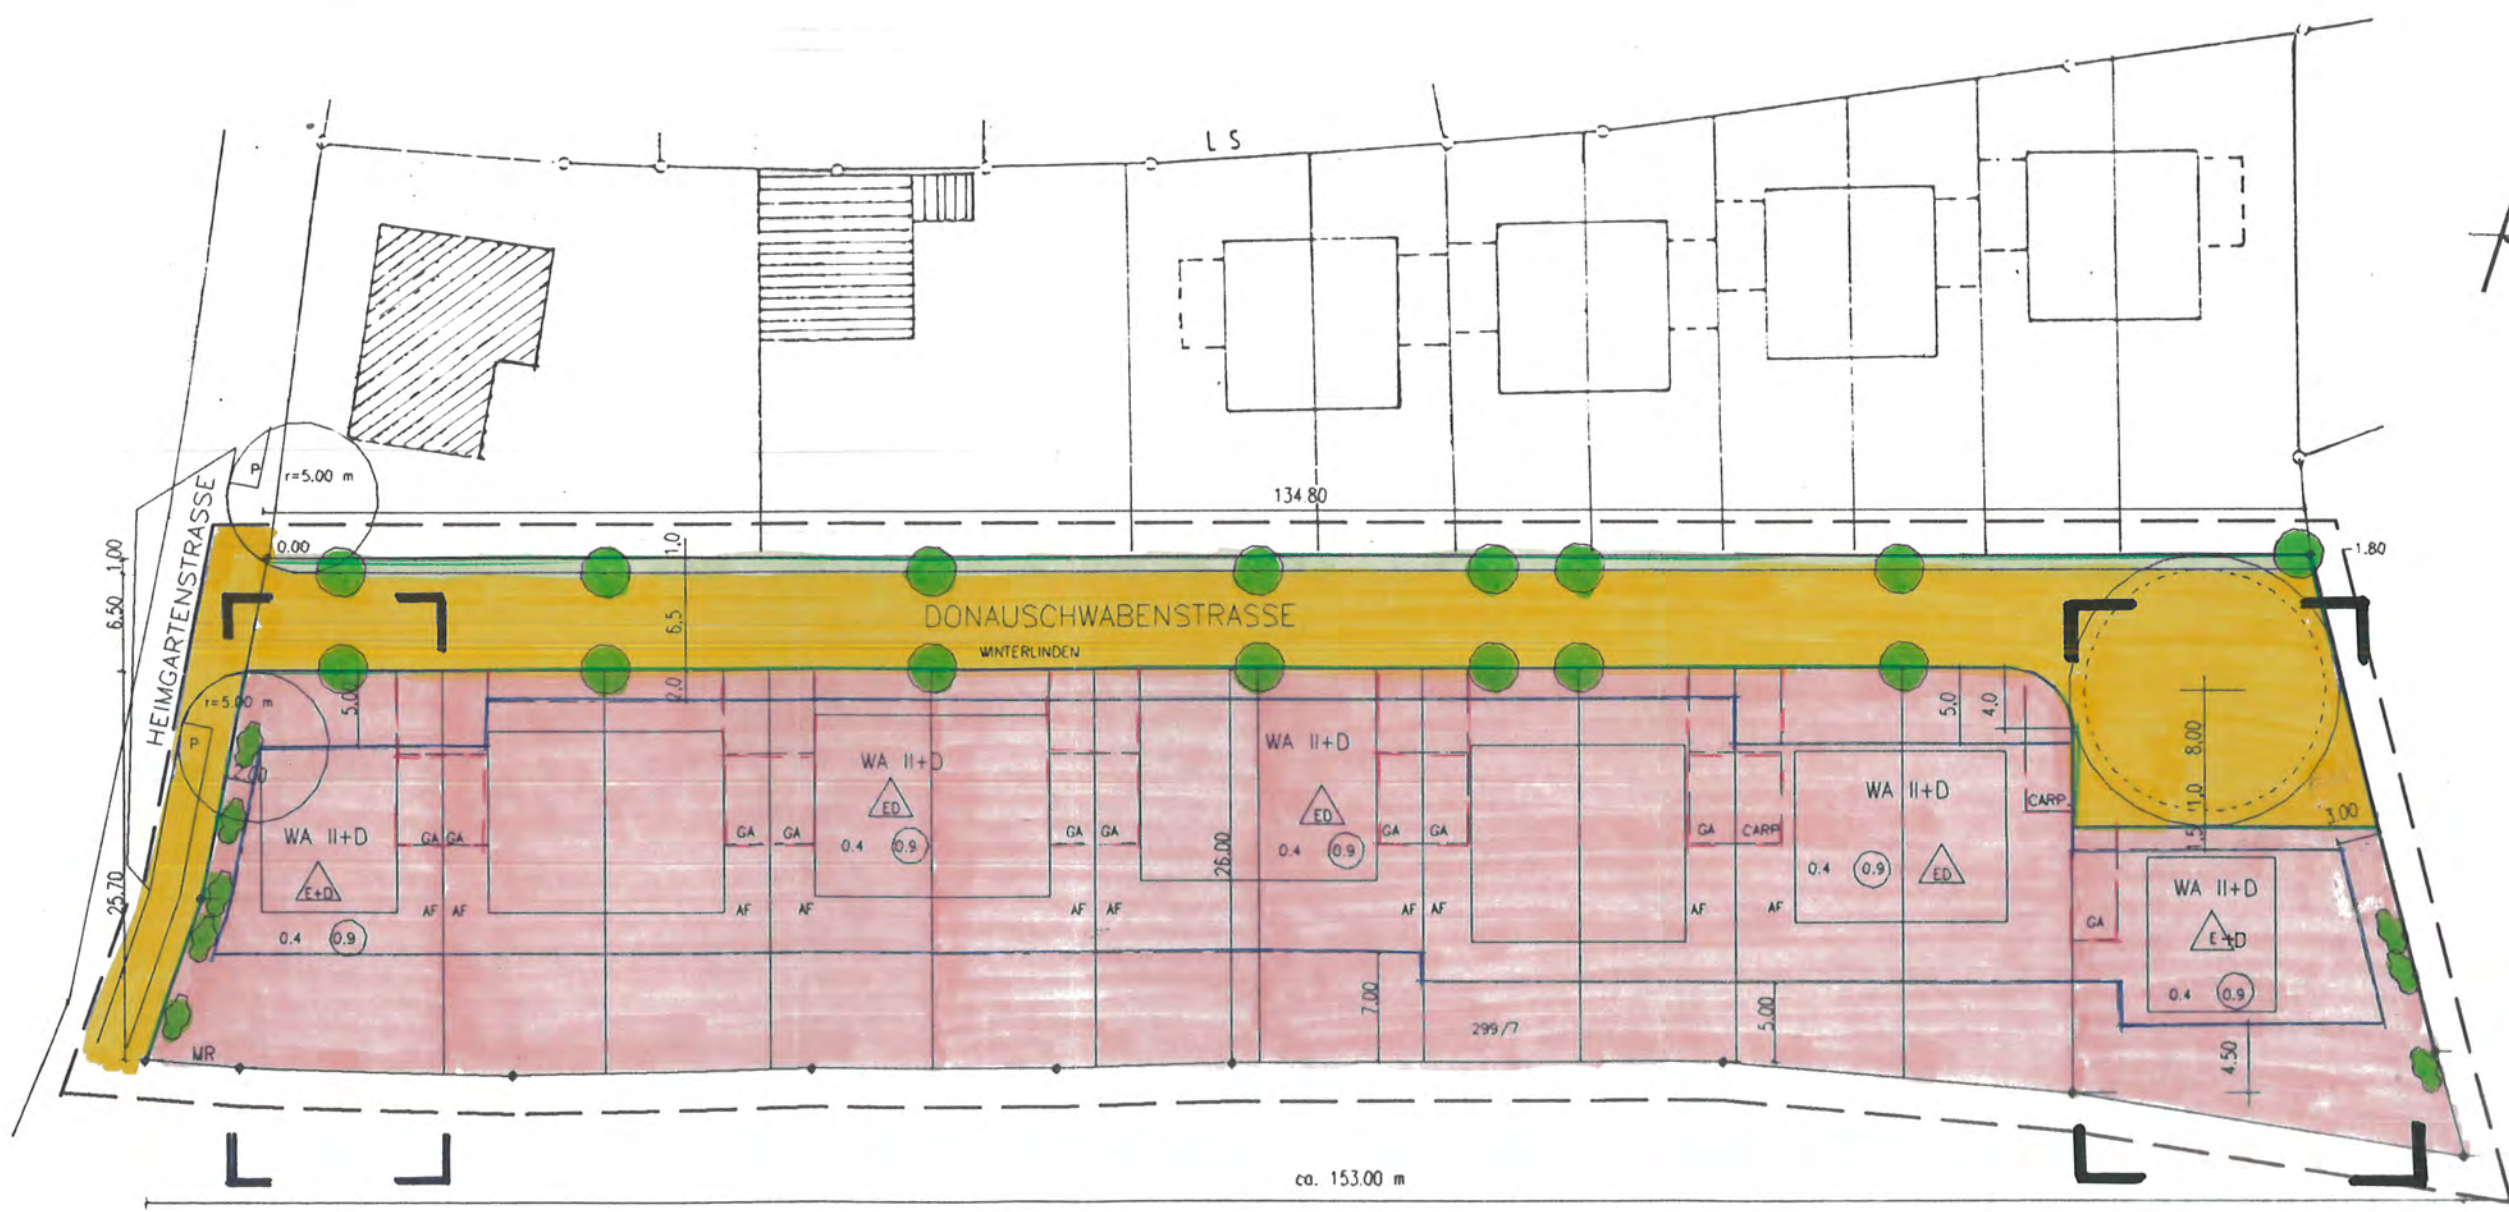 L S
134.80
P
r=5.00 m
HEIMGARTENSTRASSE
0.00
1.00
1.0
1.80
6.50
6.5
DONAUSCHWABENSTRASSE
WINTERLINDEN
2.0
5.0
5.0
4.0
8.00
r=5.00 m
P
2.00
WA II+D
WA II+D
WA II+D
ED
ED
CARP.
1.0
3.00
1.5
WA II+D
E+D
0.4
0.9
GA
GA
GA
GA
0.4
0.9
GA
GA
26.00
0.4
0.9
GA
GA
GA
CARP
0.4
0.9
ED
WA II+D
E+D
0.4
0.9
GA
25.70
AF
AF
AF
AF
AF
AF
AF
AF
AF
AF
7.00
299/7
5.00
4.50
MR
ca. 153.00 m